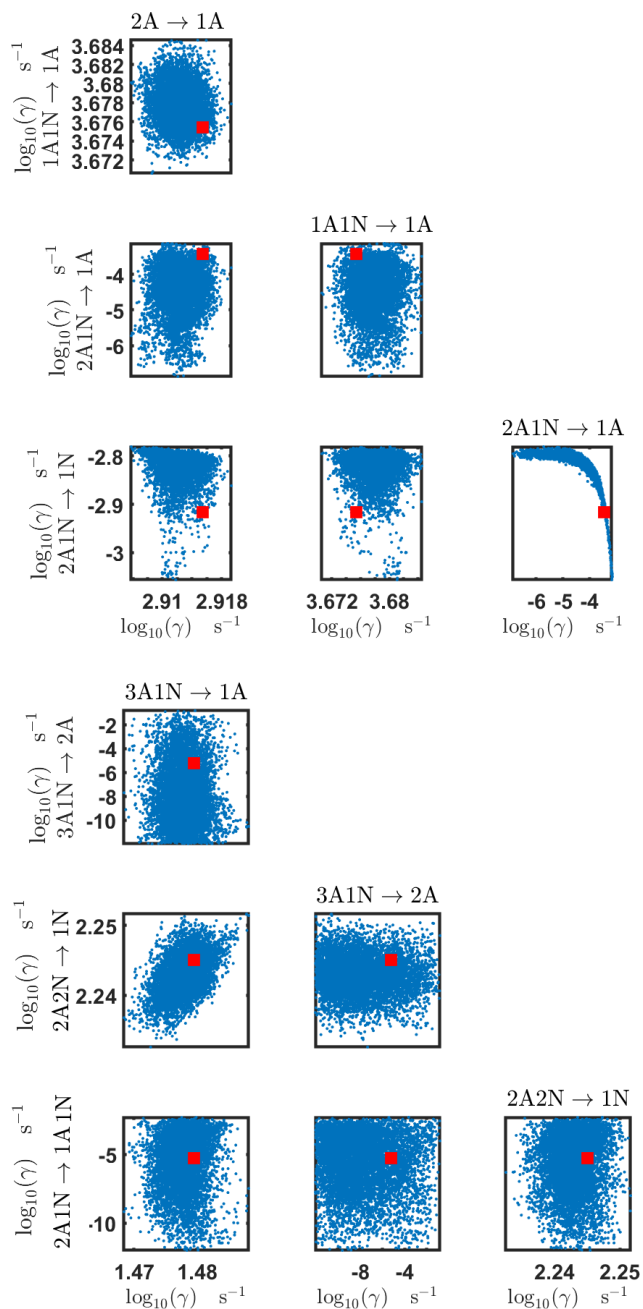 2A → 1A
log₁₀(γ) s⁻¹
1A1N → 1A
3.684
3.682
3.68
3.678
3.676
3.674
3.672
1A1N → 1A
log₁₀(γ) s⁻¹
2A1N → 1A
-4
-5
-6
2A1N → 1A
log₁₀(γ) s⁻¹
2A1N → 1N
-2.8
-2.9
-3
2.91 2.918 3.672 3.68 -6 -5 -4
log₁₀(γ) s⁻¹ log₁₀(γ) s⁻¹ log₁₀(γ) s⁻¹
3A1N → 1A
log₁₀(γ) s⁻¹
3A1N → 2A
-2
-4
-6
-8
-10
3A1N → 2A
log₁₀(γ) s⁻¹
2A2N → 1N
2.25
2.24
2A2N → 1N
log₁₀(γ) s⁻¹
2A1N → 1A1N
-5
-10
1.47 1.48 -8 -4 2.24 2.25
log₁₀(γ) s⁻¹ log₁₀(γ) s⁻¹ log₁₀(γ) s⁻¹